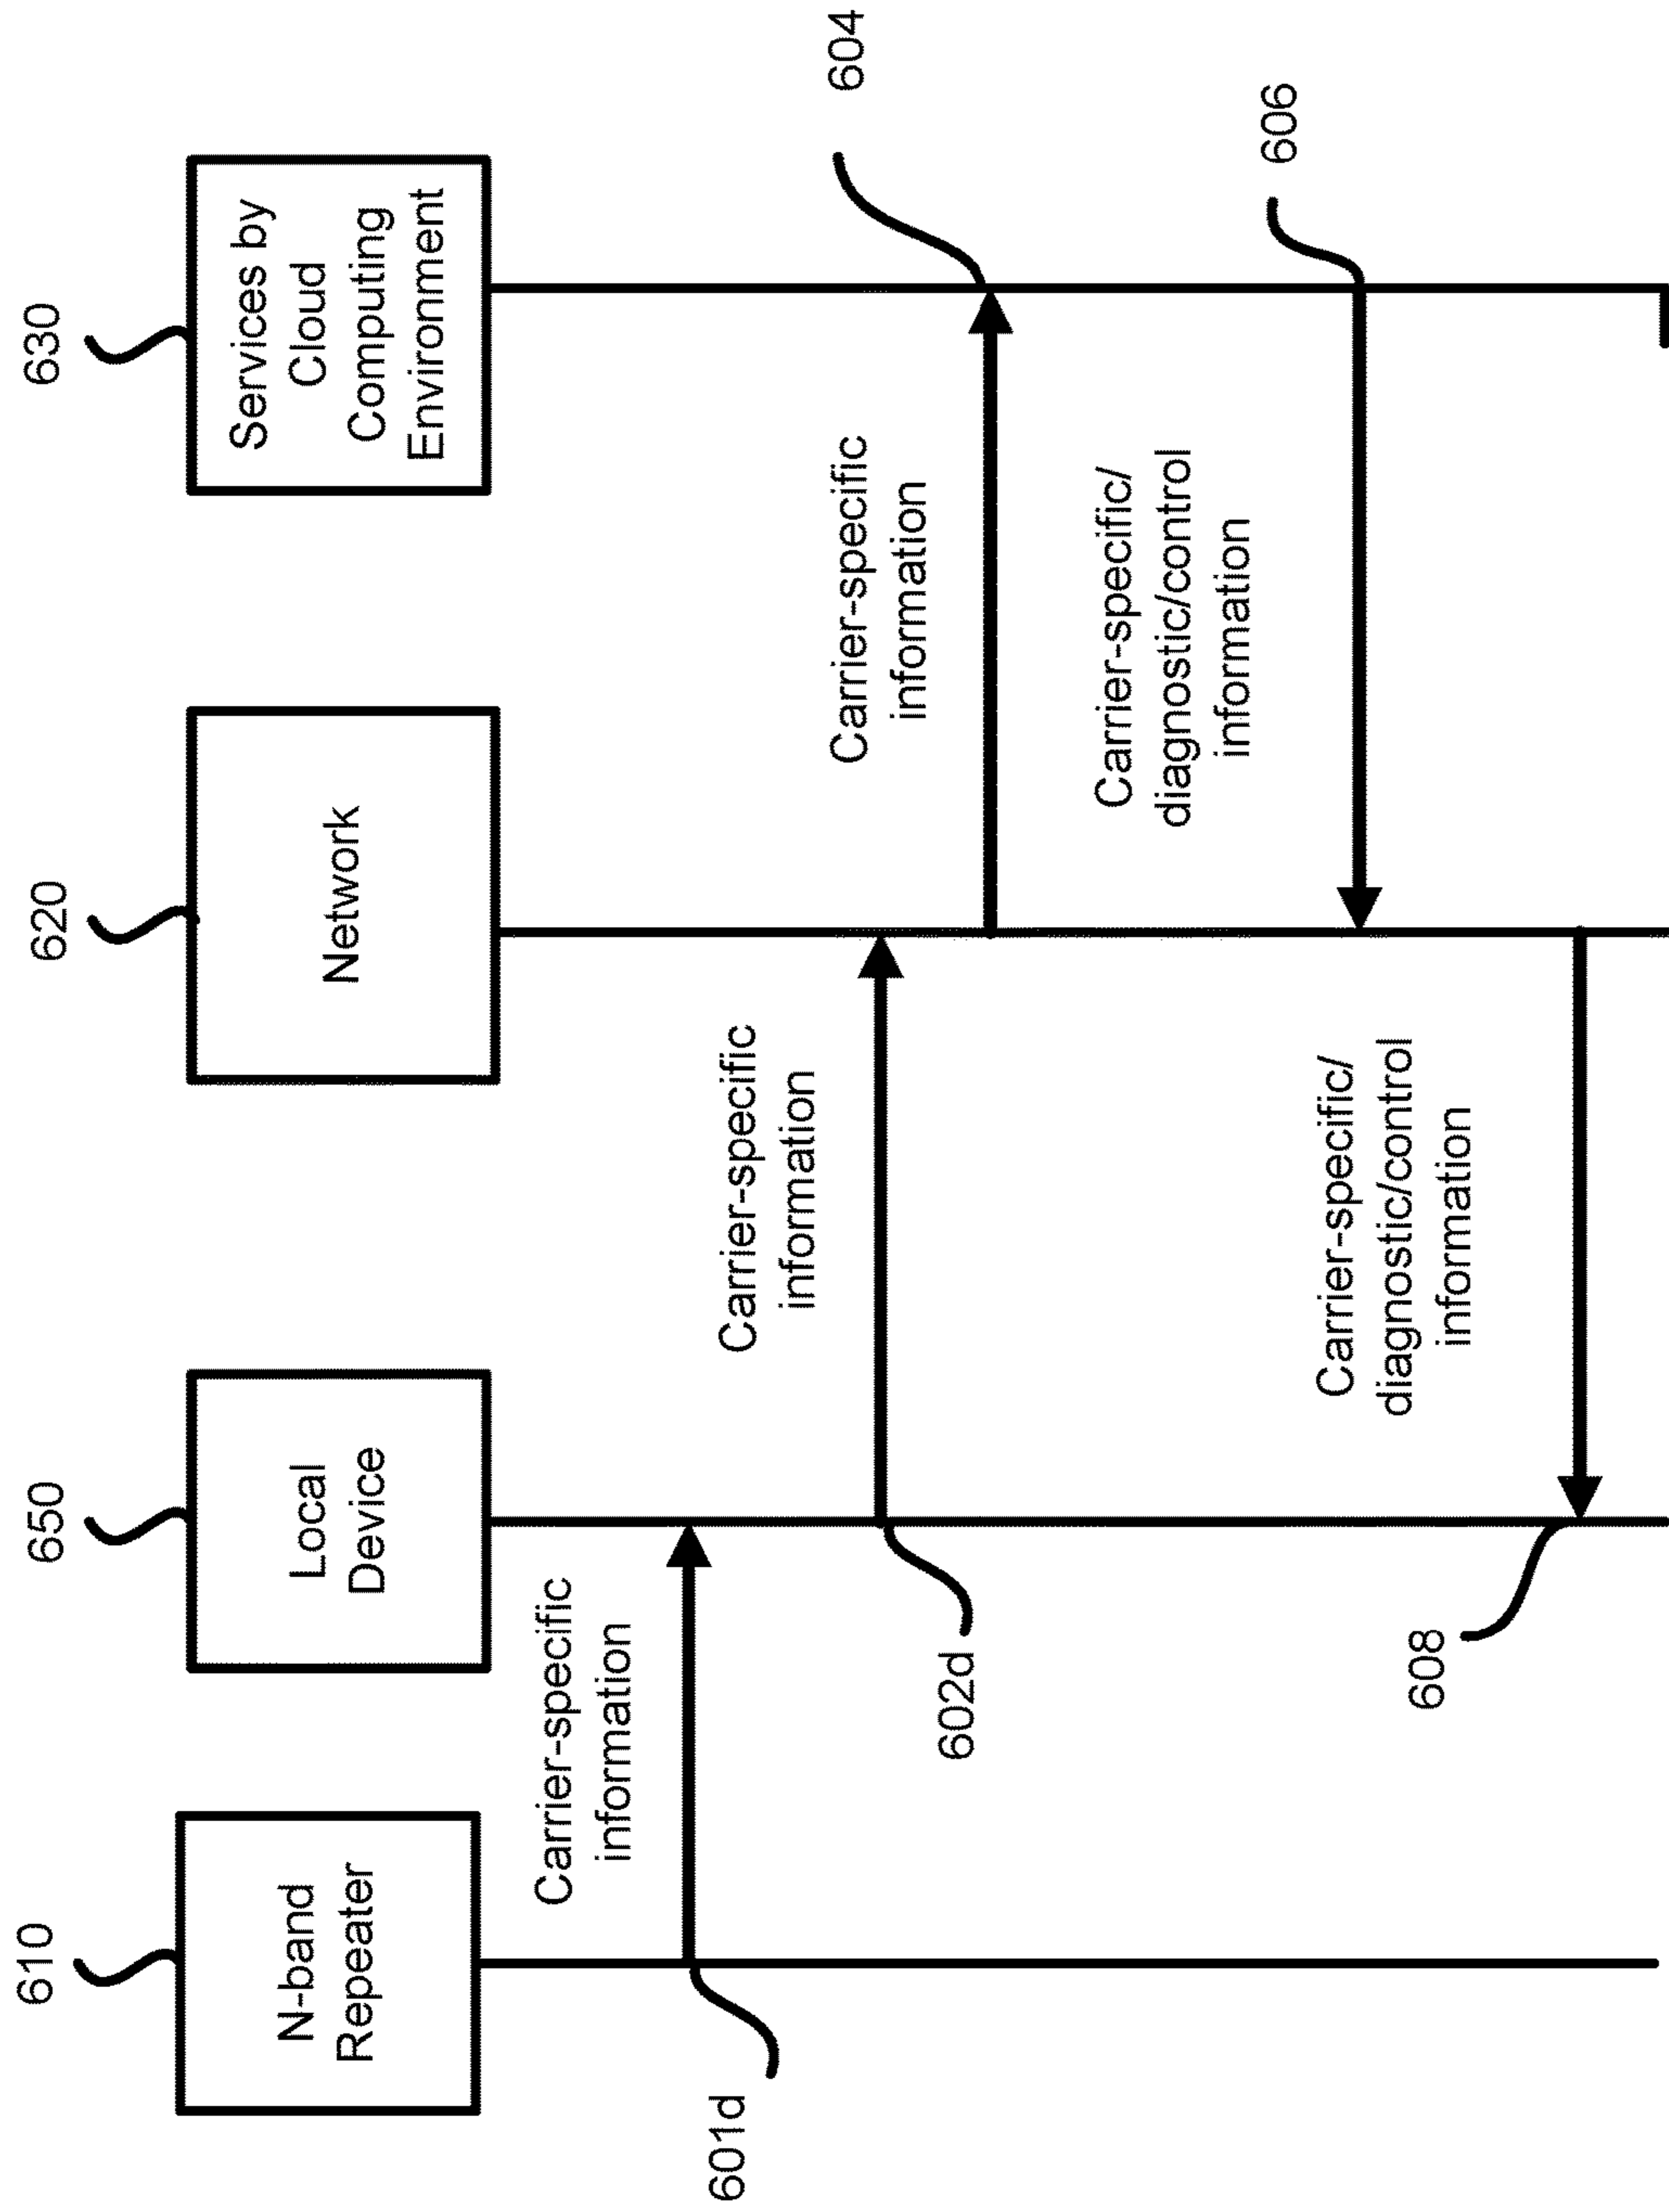 610
650
620
630
N-band
Repeater
Local
Device
Network
Services by
Cloud
Computing
Environment
Carrier-specific
information
601d
Carrier-specific
information
602d
Carrier-specific
information
604
Carrier-specific/
diagnostic/control
information
606
Carrier-specific/
diagnostic/control
information
608